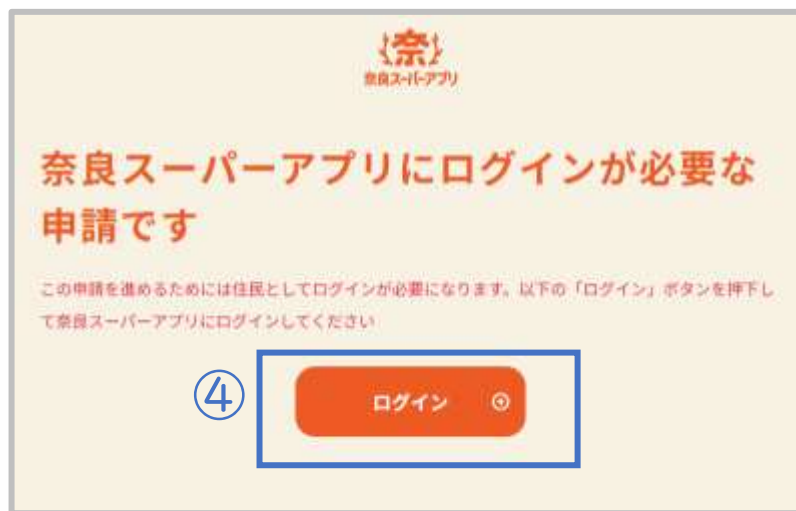 奈
奈良スーパーアプリ
奈良スーパーアプリにログインが必要な
申請です
この申請を進めるためには住民としてログインが必要になります。以下の「ログイン」ボタンを押下し
て奈良スーパーアプリにログインしてください
④
ログイン